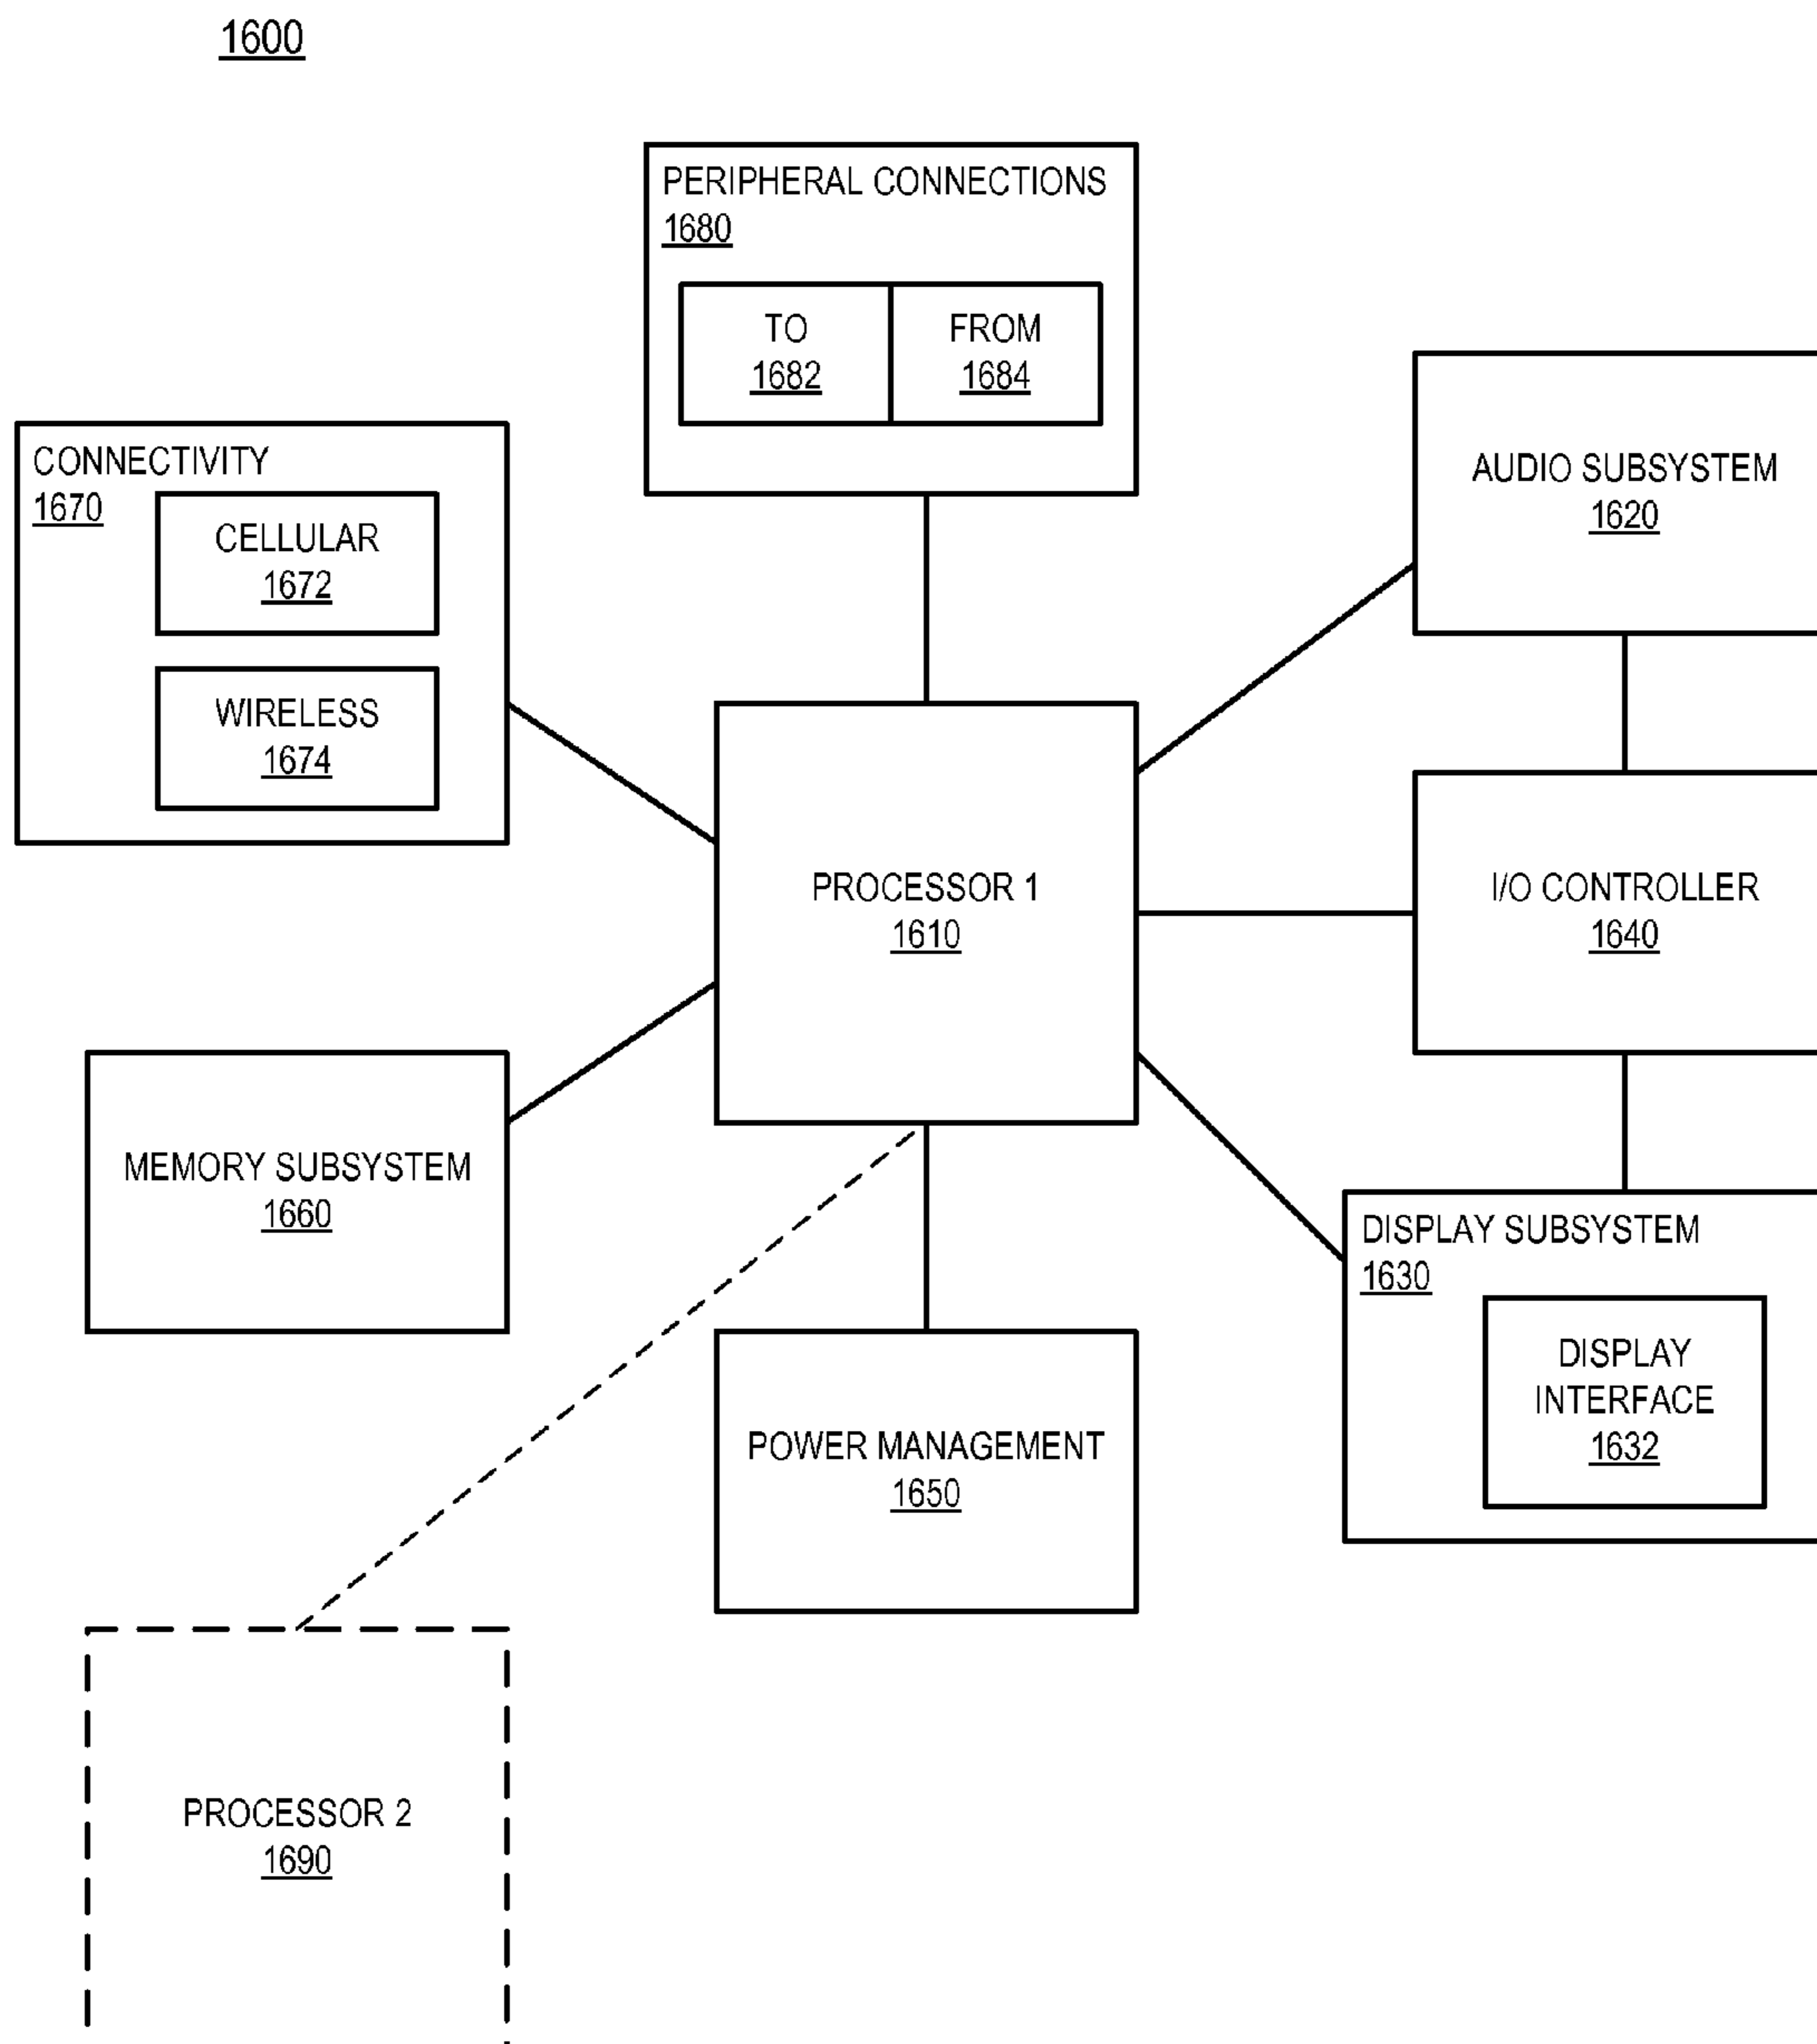 1600
PERIPHERAL CONNECTIONS
1680
TO
1682
FROM
1684
CONNECTIVITY
1670
CELLULAR
1672
WIRELESS
1674
AUDIO SUBSYSTEM
1620
PROCESSOR 1
1610
I/O CONTROLLER
1640
MEMORY SUBSYSTEM
1660
DISPLAY SUBSYSTEM
1630
DISPLAY
INTERFACE
1632
POWER MANAGEMENT
1650
PROCESSOR 2
1690